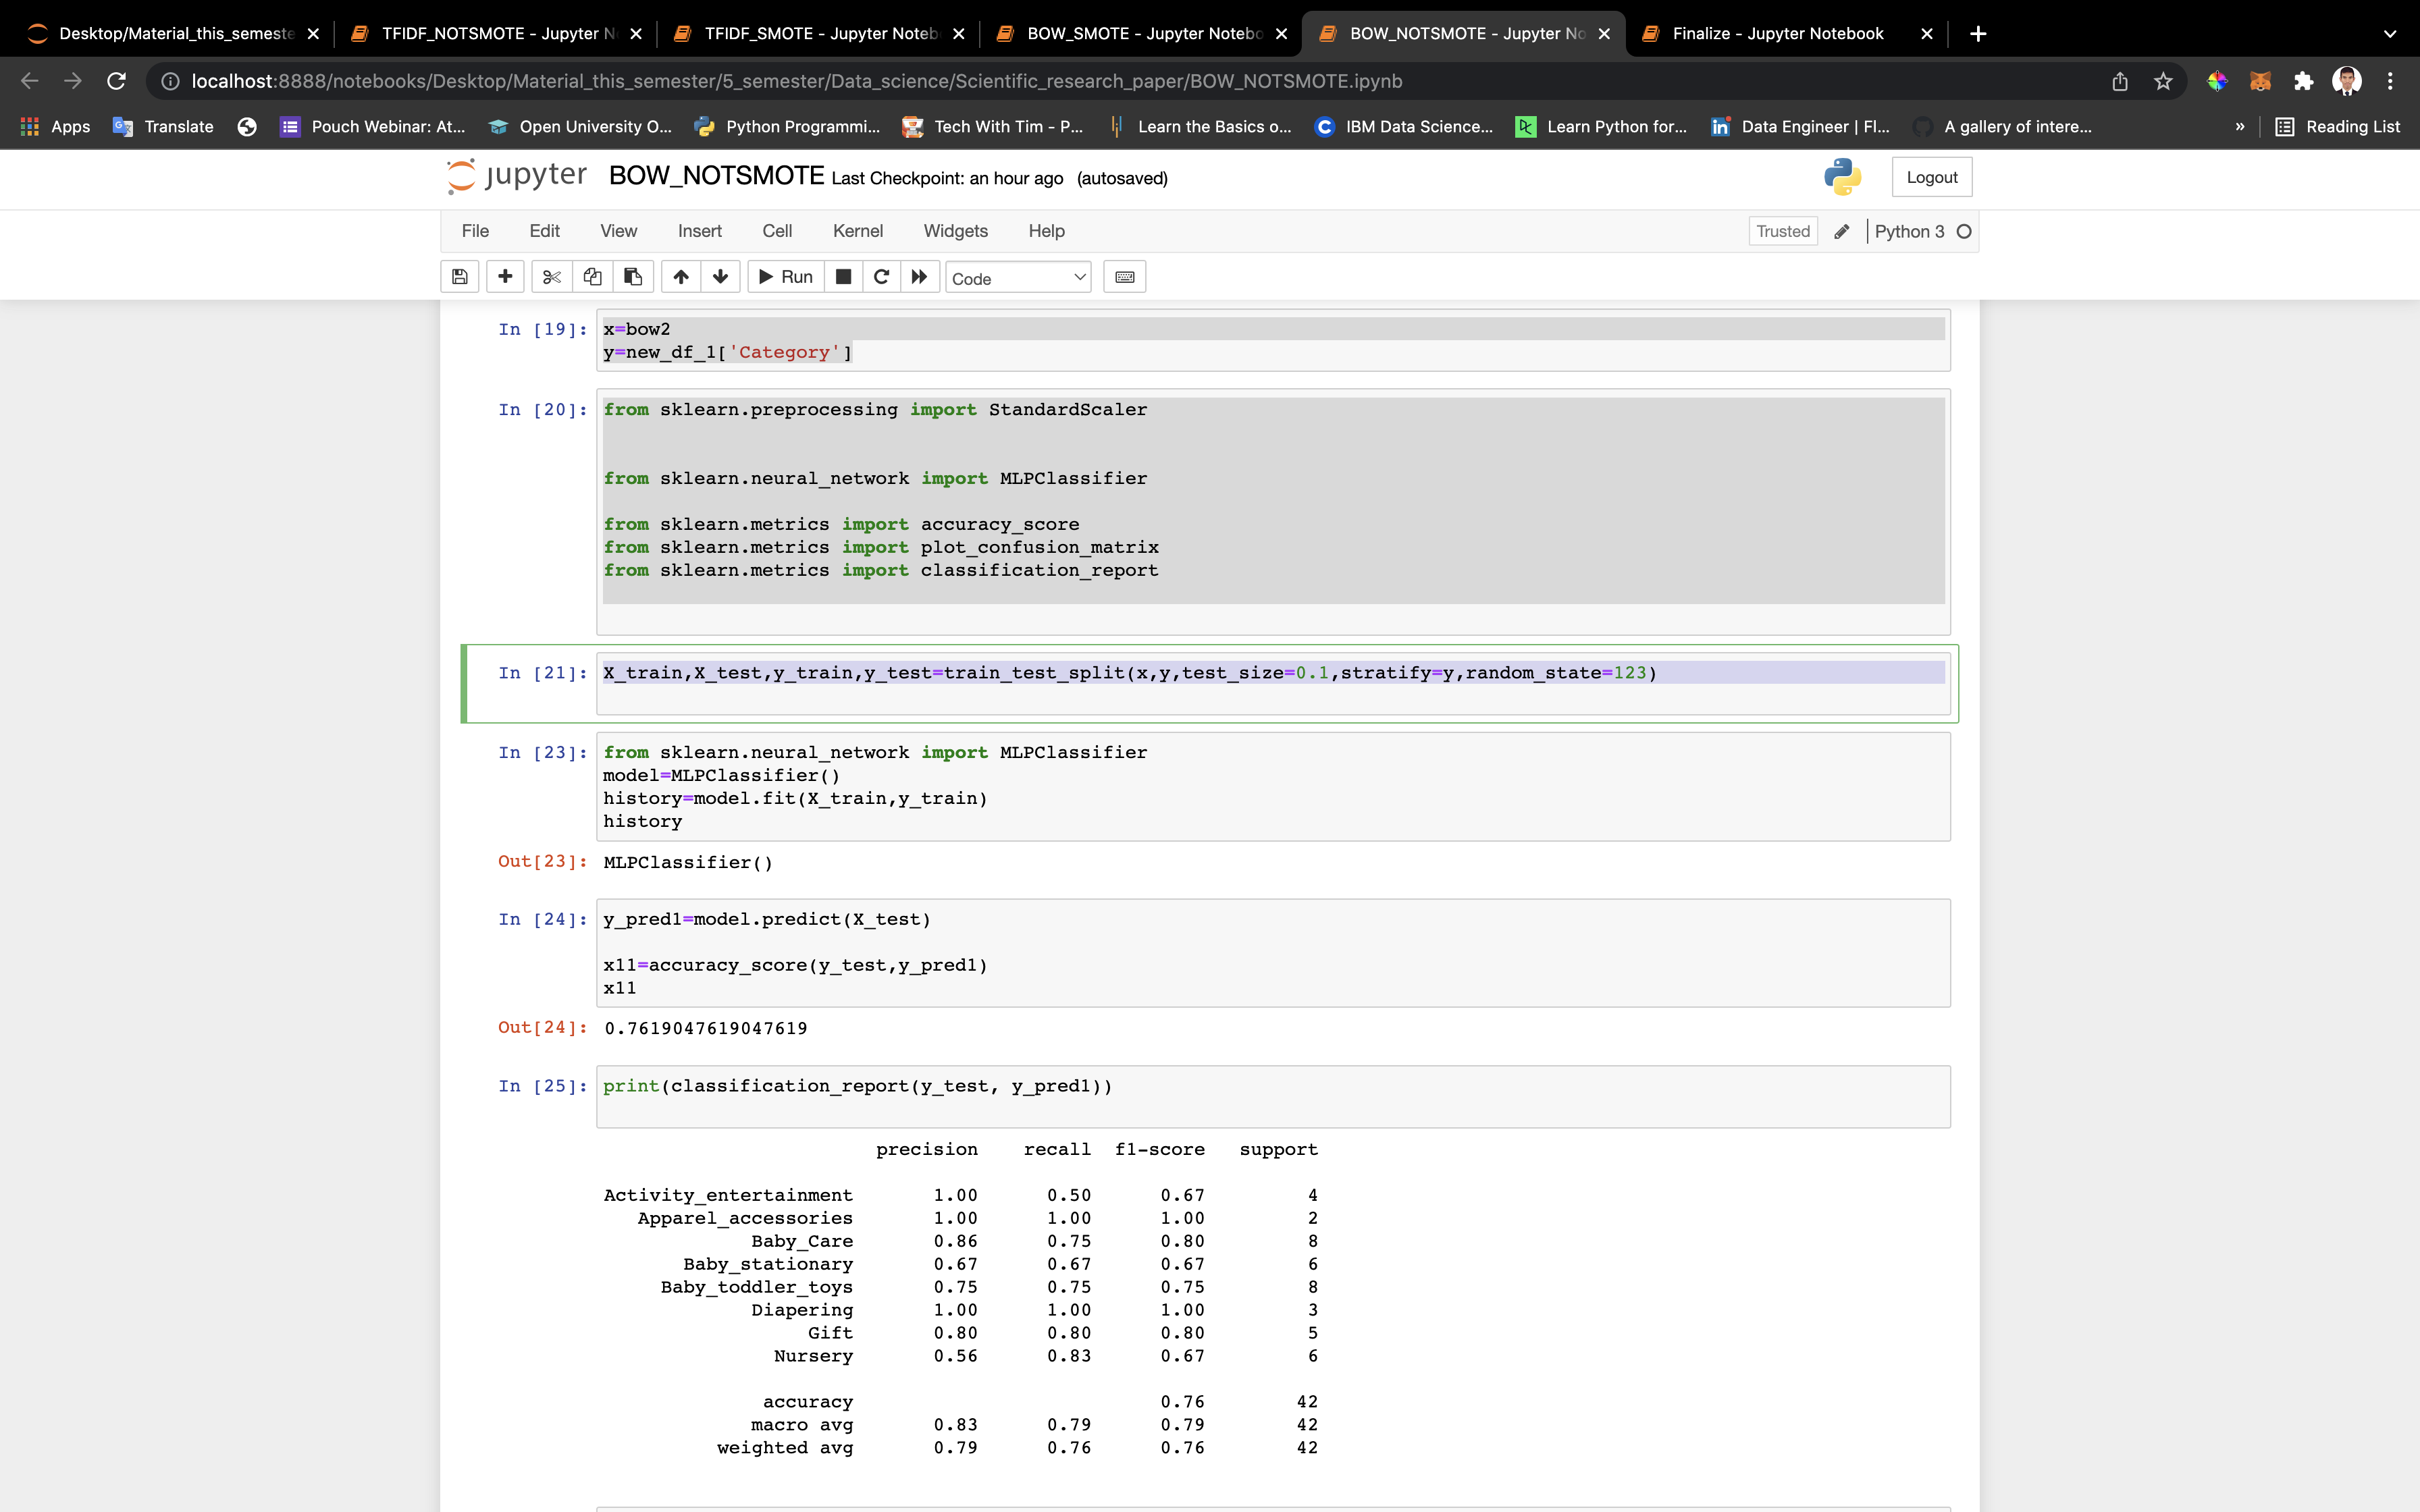 Desktop/Material_this_semeste
TFIDF_NOTSMOTE - Jupyter N
TFIDF_SMOTE - Jupyter Noteb
BOW_SMOTE - Jupyter Notebo
BOW_NOTSMOTE - Jupyter No
Finalize - Jupyter Notebook
localhost:8888/notebooks/Desktop/Material_this_semester/5_semester/Data_science/Scientific_research_paper/BOW_NOTSMOTE.ipynb
Apps Translate Pouch Webinar: At... Open University O... Python Programmi... Tech With Tim - P... Learn the Basics o... IBM Data Science... Learn Python for... Data Engineer | Fl... A gallery of intere... » Reading List
jupyter BOW_NOTSMOTE Last Checkpoint: an hour ago (autosaved) Logout
File Edit View Insert Cell Kernel Widgets Help Trusted Python 3
Run Code
In [19]: x=bow2
y=new_df_1['Category']
In [20]: from sklearn.preprocessing import StandardScaler
from sklearn.neural_network import MLPClassifier
from sklearn.metrics import accuracy_score
from sklearn.metrics import plot_confusion_matrix
from sklearn.metrics import classification_report
In [21]: X_train,X_test,y_train,y_test=train_test_split(x,y,test_size=0.1,stratify=y,random_state=123)
In [23]: from sklearn.neural_network import MLPClassifier
model=MLPClassifier()
history=model.fit(X_train,y_train)
history
Out[23]: MLPClassifier()
In [24]: y_pred1=model.predict(X_test)
x11=accuracy_score(y_test,y_pred1)
x11
Out[24]: 0.7619047619047619
In [25]: print(classification_report(y_test, y_pred1))
precision recall f1-score support
Activity_entertainment 1.00 0.50 0.67 4
Apparel_accessories 1.00 1.00 1.00 2
Baby_Care 0.86 0.75 0.80 8
Baby_stationary 0.67 0.67 0.67 6
Baby_toddler_toys 0.75 0.75 0.75 8
Diapering 1.00 1.00 1.00 3
Gift 0.80 0.80 0.80 5
Nursery 0.56 0.83 0.67 6
accuracy 0.76 42
macro avg 0.83 0.79 0.79 42
weighted avg 0.79 0.76 0.76 42